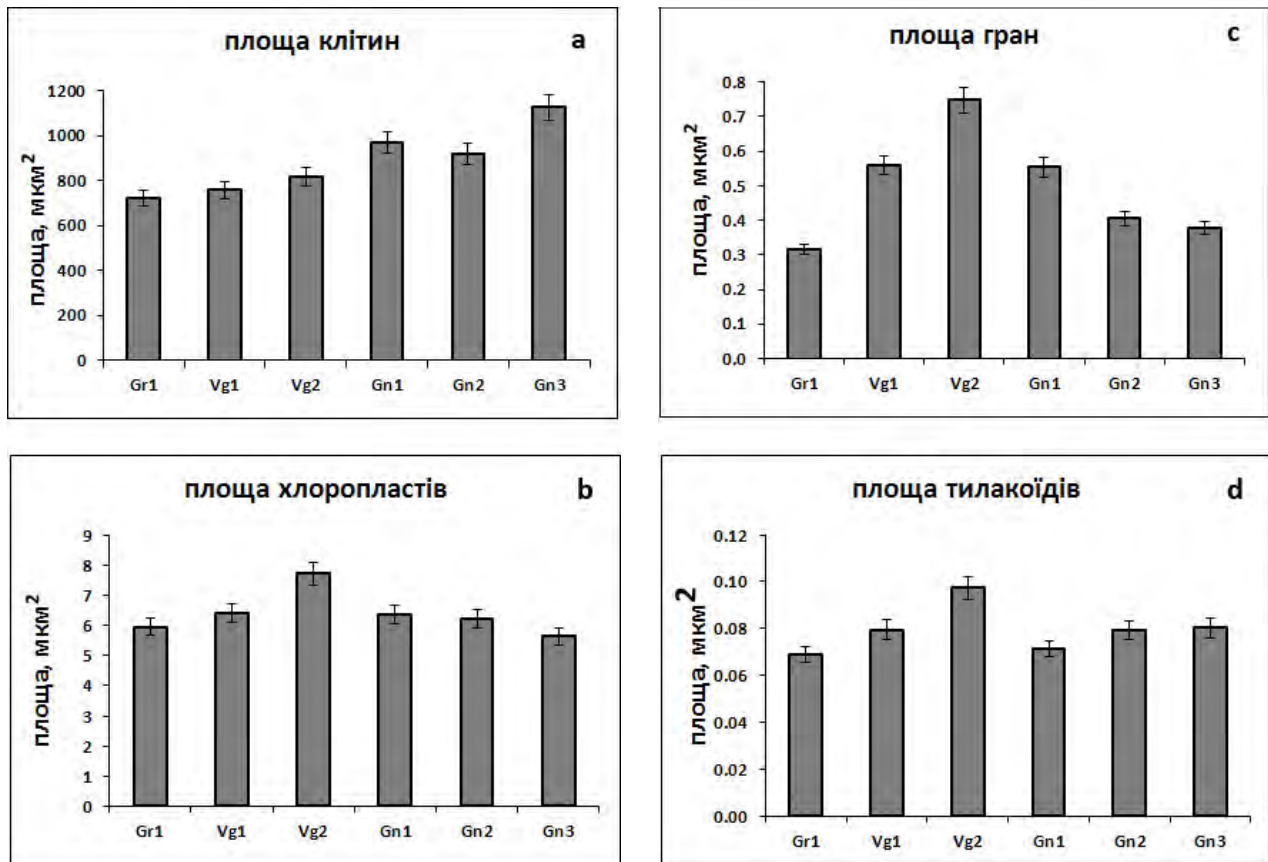 площа клітин
a
площа, мкм²
1200
1000
800
600
400
200
0
Gr1 Vg1 Vg2 Gn1 Gn2 Gn3
площа гран
c
площа, мкм²
0.8
0.7
0.6
0.5
0.4
0.3
0.2
0.1
0.0
Gr1 Vg1 Vg2 Gn1 Gn2 Gn3
площа хлоропластів
b
площа, мкм²
9
8
7
6
5
4
3
2
1
0
Gr1 Vg1 Vg2 Gn1 Gn2 Gn3
площа тилакоїдів
d
площа, мкм²
0.12
0.10
0.08
0.06
0.04
0.02
0.00
Gr1 Vg1 Vg2 Gn1 Gn2 Gn3